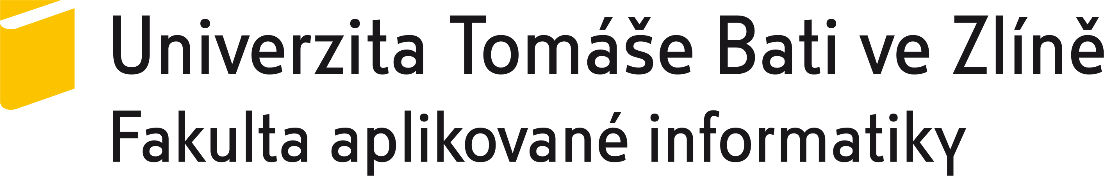 Univerzita Tomáše Bati ve Zlíně
Fakulta aplikované informatiky